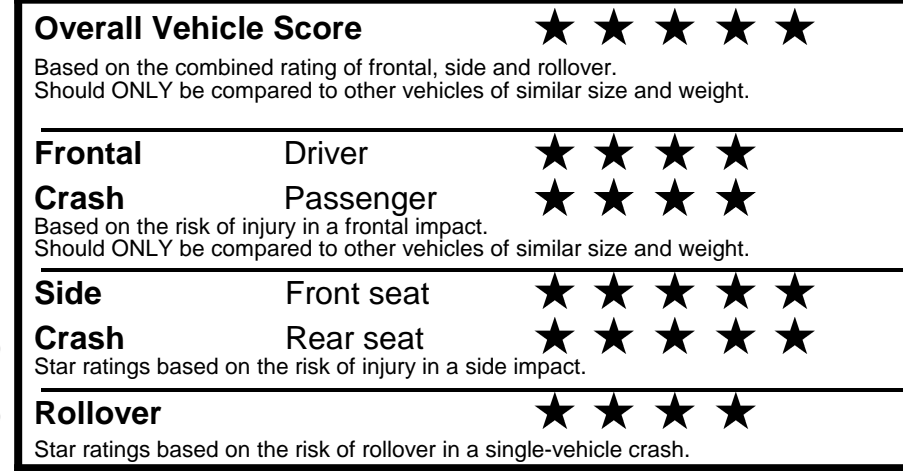 Overall Vehicle Score ★ ★ ★ ★ ★
Based on the combined rating of frontal, side and rollover.
Should ONLY be compared to other vehicles of similar size and weight.
Frontal Driver ★ ★ ★ ★
Crash Passenger ★ ★ ★ ★
Based on the risk of injury in a frontal impact.
Should ONLY be compared to other vehicles of similar size and weight.
Side Front seat ★ ★ ★ ★ ★
Crash Rear seat ★ ★ ★ ★ ★
Star ratings based on the risk of injury in a side impact.
Rollover ★ ★ ★ ★
Star ratings based on the risk of rollover in a single-vehicle crash.